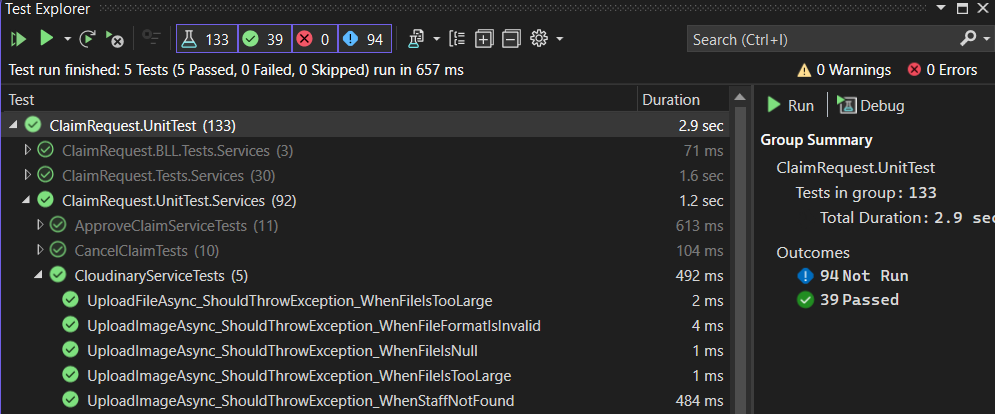 Test Explorer
133 39 0 94 Search (Ctrl+I)
Test run finished: 5 Tests (5 Passed, 0 Failed, 0 Skipped) run in 657 ms 0 Warnings 0 Errors
Test Duration
ClaimRequest.UnitTest (133) 2.9 sec
ClaimRequest.BLL.Tests.Services (3) 71 ms
ClaimRequest.Tests.Services (30) 1.6 sec
ClaimRequest.UnitTest.Services (92) 1.2 sec
ApproveClaimServiceTests (11) 613 ms
CancelClaimTests (10) 104 ms
CloudinaryServiceTests (5) 492 ms
UploadFileAsync_ShouldThrowException_WhenFileIsTooLarge 2 ms
UploadImageAsync_ShouldThrowException_WhenFileFormatIsInvalid 4 ms
UploadImageAsync_ShouldThrowException_WhenFileIsNull 1 ms
UploadImageAsync_ShouldThrowException_WhenFileIsTooLarge 1 ms
UploadImageAsync_ShouldThrowException_WhenStaffNotFound 484 ms
Run Debug
Group Summary
ClaimRequest.UnitTest
Tests in group: 133
Total Duration: 2.9 sec
Outcomes
94 Not Run
39 Passed